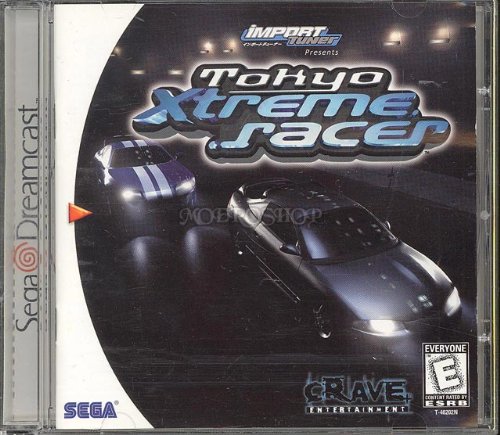 IMPORT
TUNER
インポートチューナー
Presents
Tokyo
Xtreme
Racer
Sega Dreamcast
MOEPOSHOP
CRAVE
ENTERTAINMENT
SEGA
EVERYONE
E
CONTENT RATED BY
ESRB
T-40202N